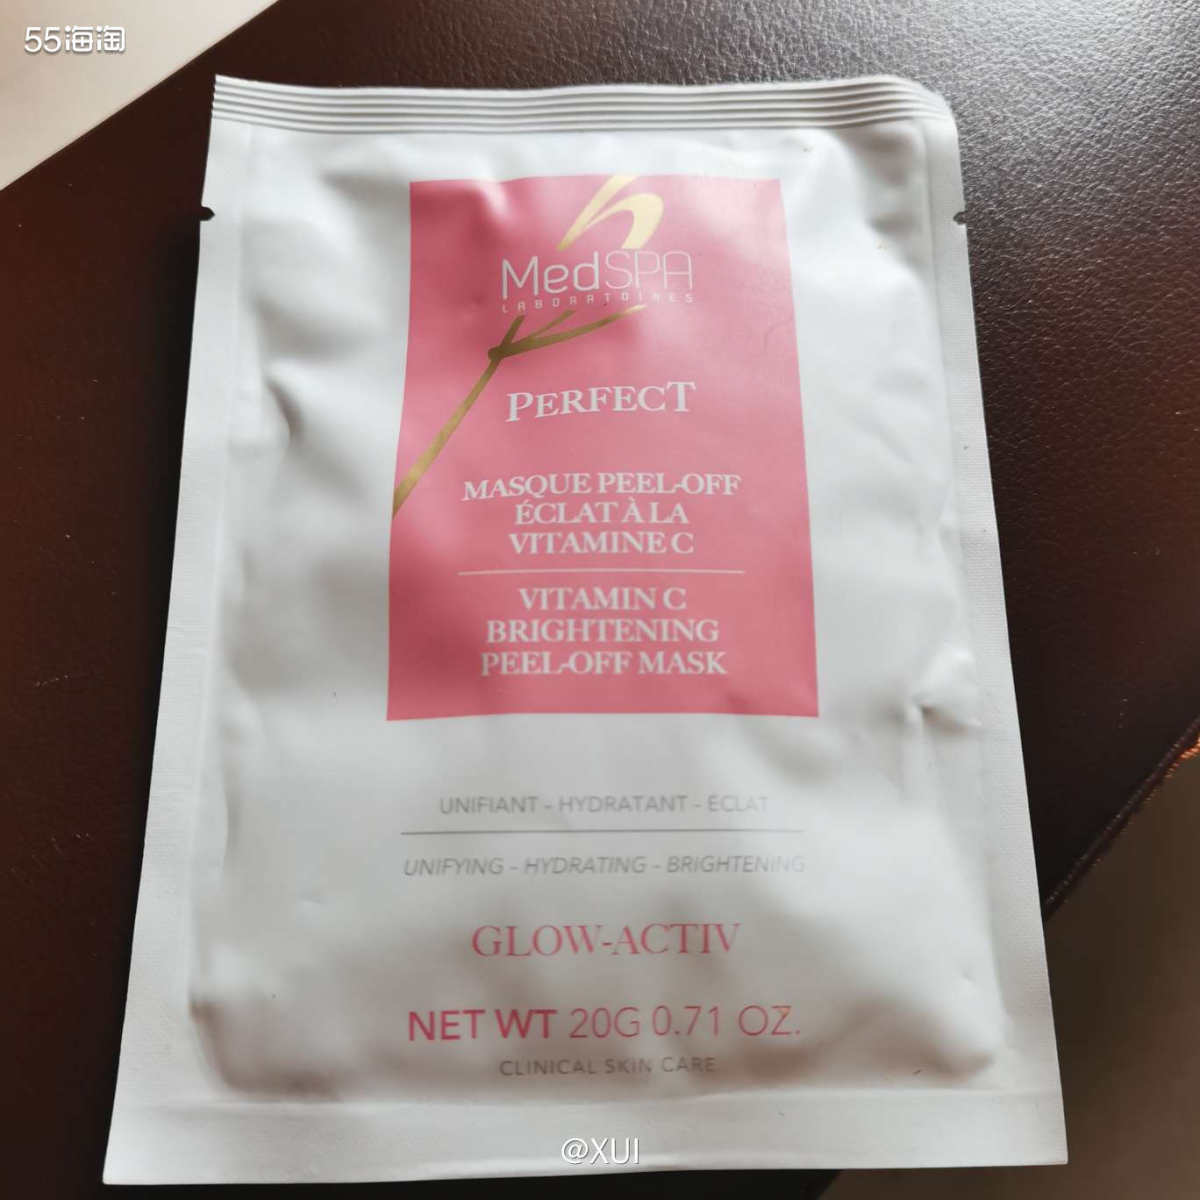 55海淘
MedSPA
LABORATOIRES
PERFECT
MASQUE PEEL-OFF
ÉCLAT À LA
VITAMINE C
VITAMIN C
BRIGHTENING
PEEL-OFF MASK
UNIFIANT - HYDRATANT - ÉCLAT
UNIFYING - HYDRATING - BRIGHTENING
GLOW-ACTIV
NET WT 20G 0.71 OZ.
CLINICAL SKIN CARE
@XUI